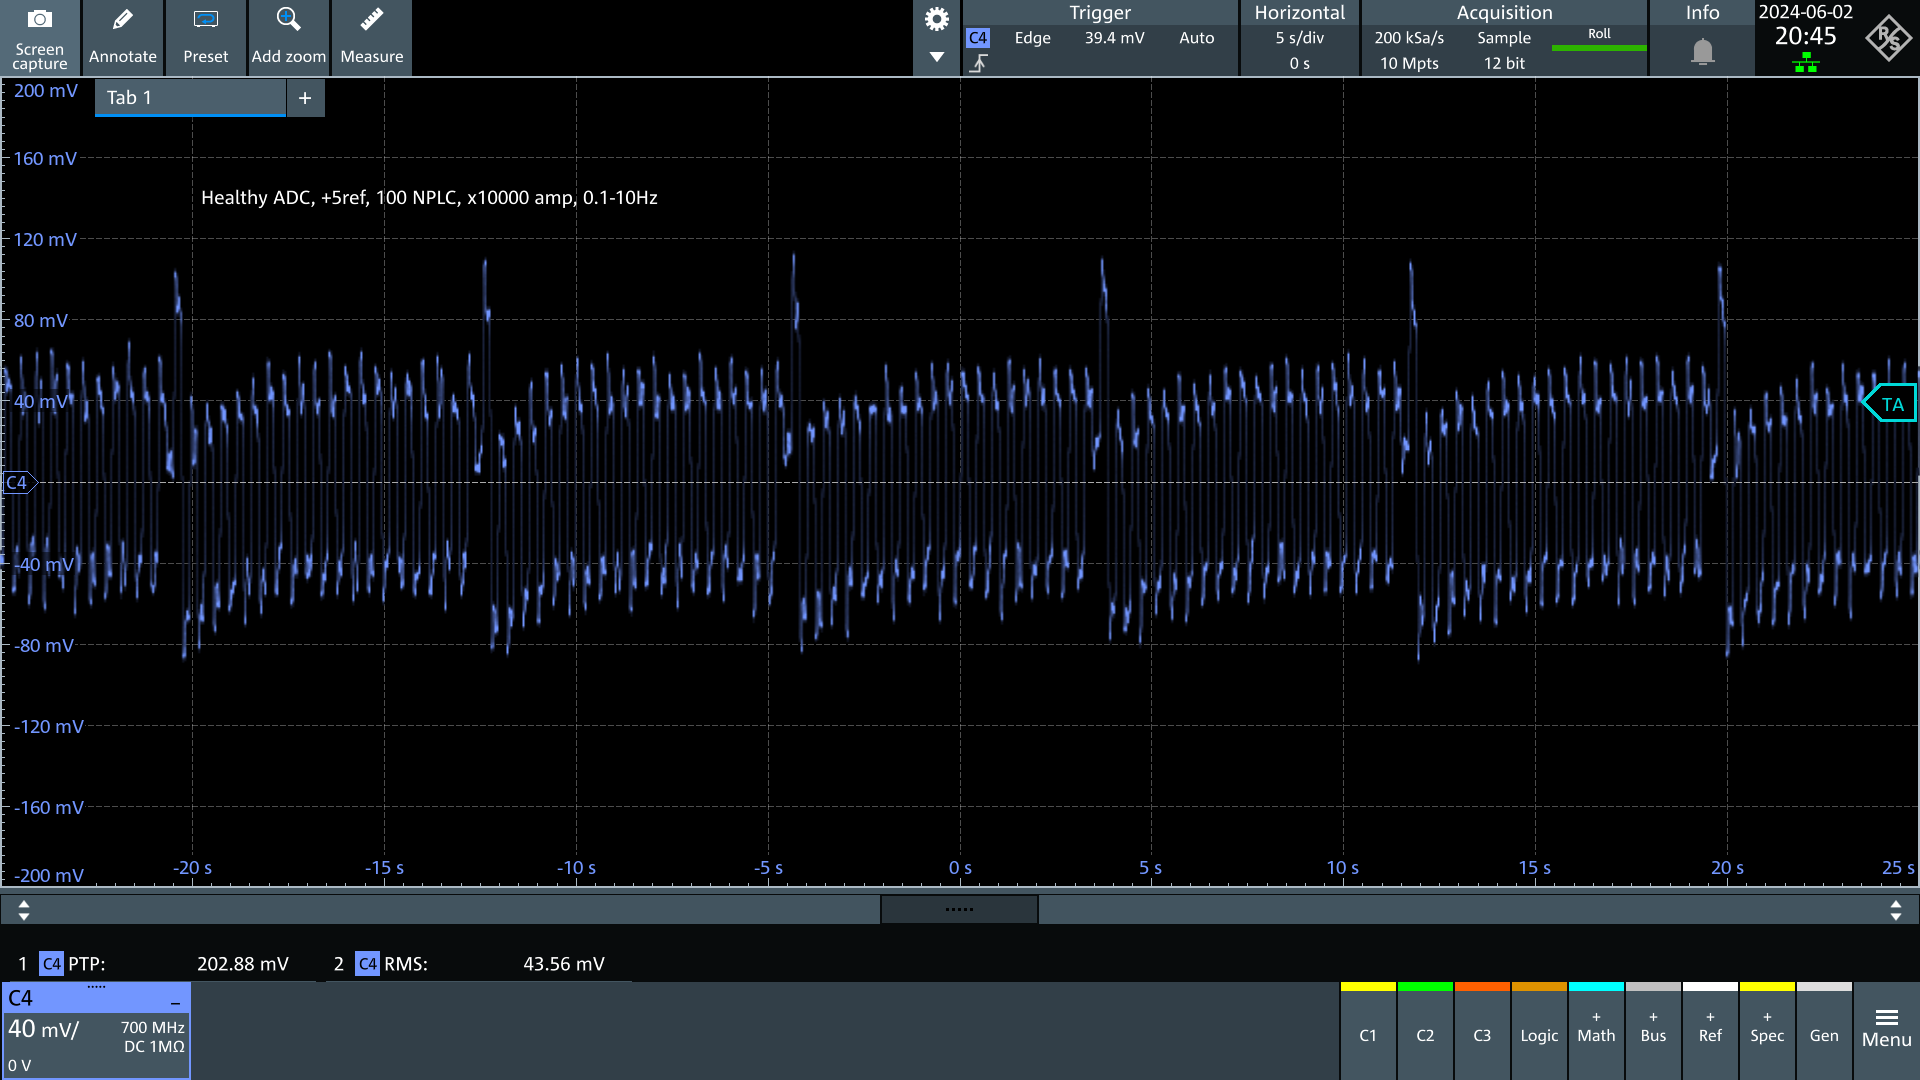 Screen capture
Annotate
Preset
Add zoom
Measure
Trigger
C4 Edge 39.4 mV Auto
Horizontal
5 s/div
0 s
Acquisition
200 kSa/s Sample Roll
10 Mpts 12 bit
Info
2024-06-02
20:45
R&S
Tab 1 +
200 mV
160 mV
Healthy ADC, +5ref, 100 NPLC, x10000 amp, 0.1-10Hz
120 mV
80 mV
40 mV
TA
C4
-40 mV
-80 mV
-120 mV
-160 mV
-200 mV
-20 s -15 s -10 s -5 s 0 s 5 s 10 s 15 s 20 s 25 s
1 C4 PTP: 202.88 mV 2 C4 RMS: 43.56 mV
C4
40 mV/ 700 MHz
DC 1MΩ
0 V
C1
C2
C3
Logic
+ Math
+ Bus
+ Ref
+ Spec
Gen
Menu